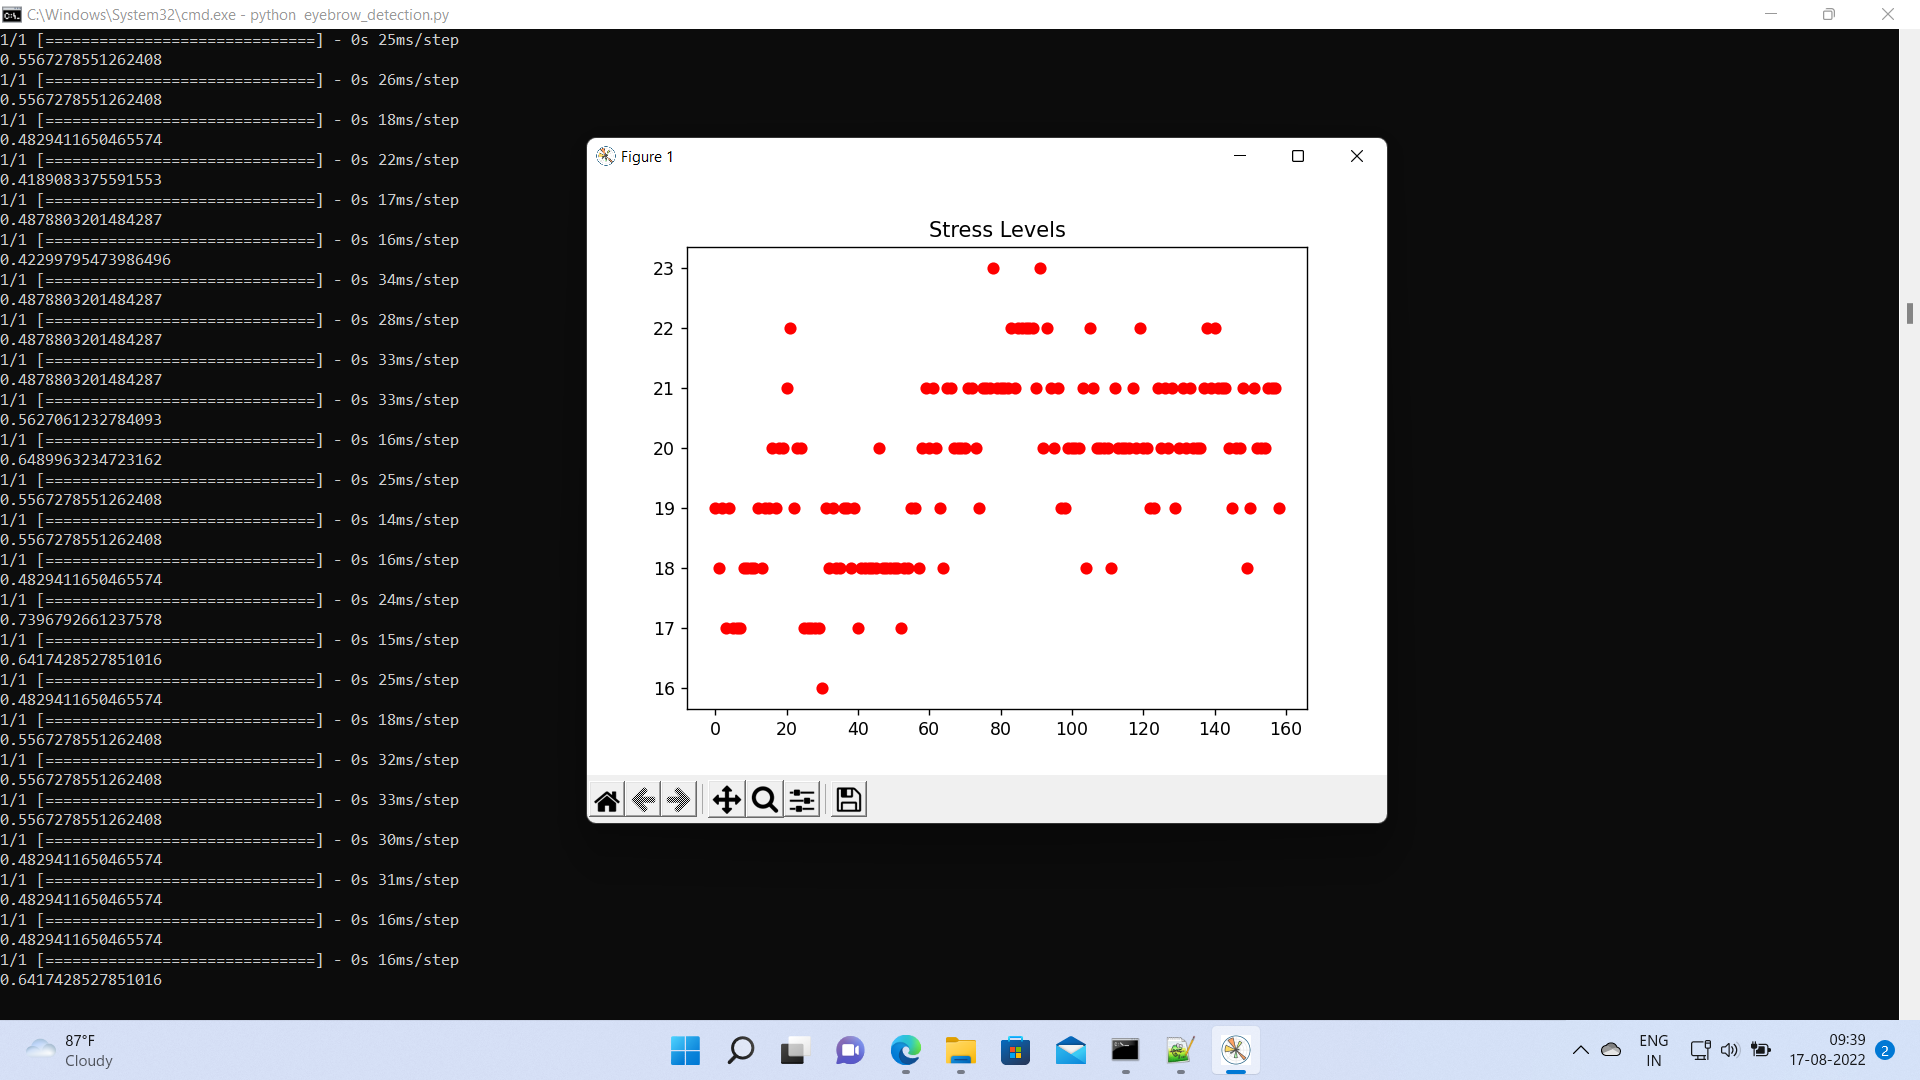 C:\Windows\System32\cmd.exe - python  eyebrow_detection.py
1/1 [==============================] - 0s 25ms/step
0.5567278551262408
1/1 [==============================] - 0s 26ms/step
0.5567278551262408
1/1 [==============================] - 0s 18ms/step
0.4829411650465574
1/1 [==============================] - 0s 22ms/step
0.4189083375591553
1/1 [==============================] - 0s 17ms/step
0.4878803201484287
1/1 [==============================] - 0s 16ms/step
0.42299795473986496
1/1 [==============================] - 0s 34ms/step
0.4878803201484287
1/1 [==============================] - 0s 28ms/step
0.4878803201484287
1/1 [==============================] - 0s 33ms/step
0.4878803201484287
1/1 [==============================] - 0s 33ms/step
0.5627061232784093
1/1 [==============================] - 0s 16ms/step
0.6489963234723162
1/1 [==============================] - 0s 25ms/step
0.5567278551262408
1/1 [==============================] - 0s 14ms/step
0.5567278551262408
1/1 [==============================] - 0s 16ms/step
0.4829411650465574
1/1 [==============================] - 0s 24ms/step
0.7396792661237578
1/1 [==============================] - 0s 15ms/step
0.6417428527851016
1/1 [==============================] - 0s 25ms/step
0.4829411650465574
1/1 [==============================] - 0s 18ms/step
0.5567278551262408
1/1 [==============================] - 0s 32ms/step
0.5567278551262408
1/1 [==============================] - 0s 33ms/step
0.5567278551262408
1/1 [==============================] - 0s 30ms/step
0.4829411650465574
1/1 [==============================] - 0s 31ms/step
0.4829411650465574
1/1 [==============================] - 0s 16ms/step
0.4829411650465574
1/1 [==============================] - 0s 16ms/step
0.6417428527851016
Figure 1
Stress Levels
23
22
21
20
19
18
17
16
0 20 40 60 80 100 120 140 160
87°F
Cloudy
ENG
IN
09:39
17-08-2022
2